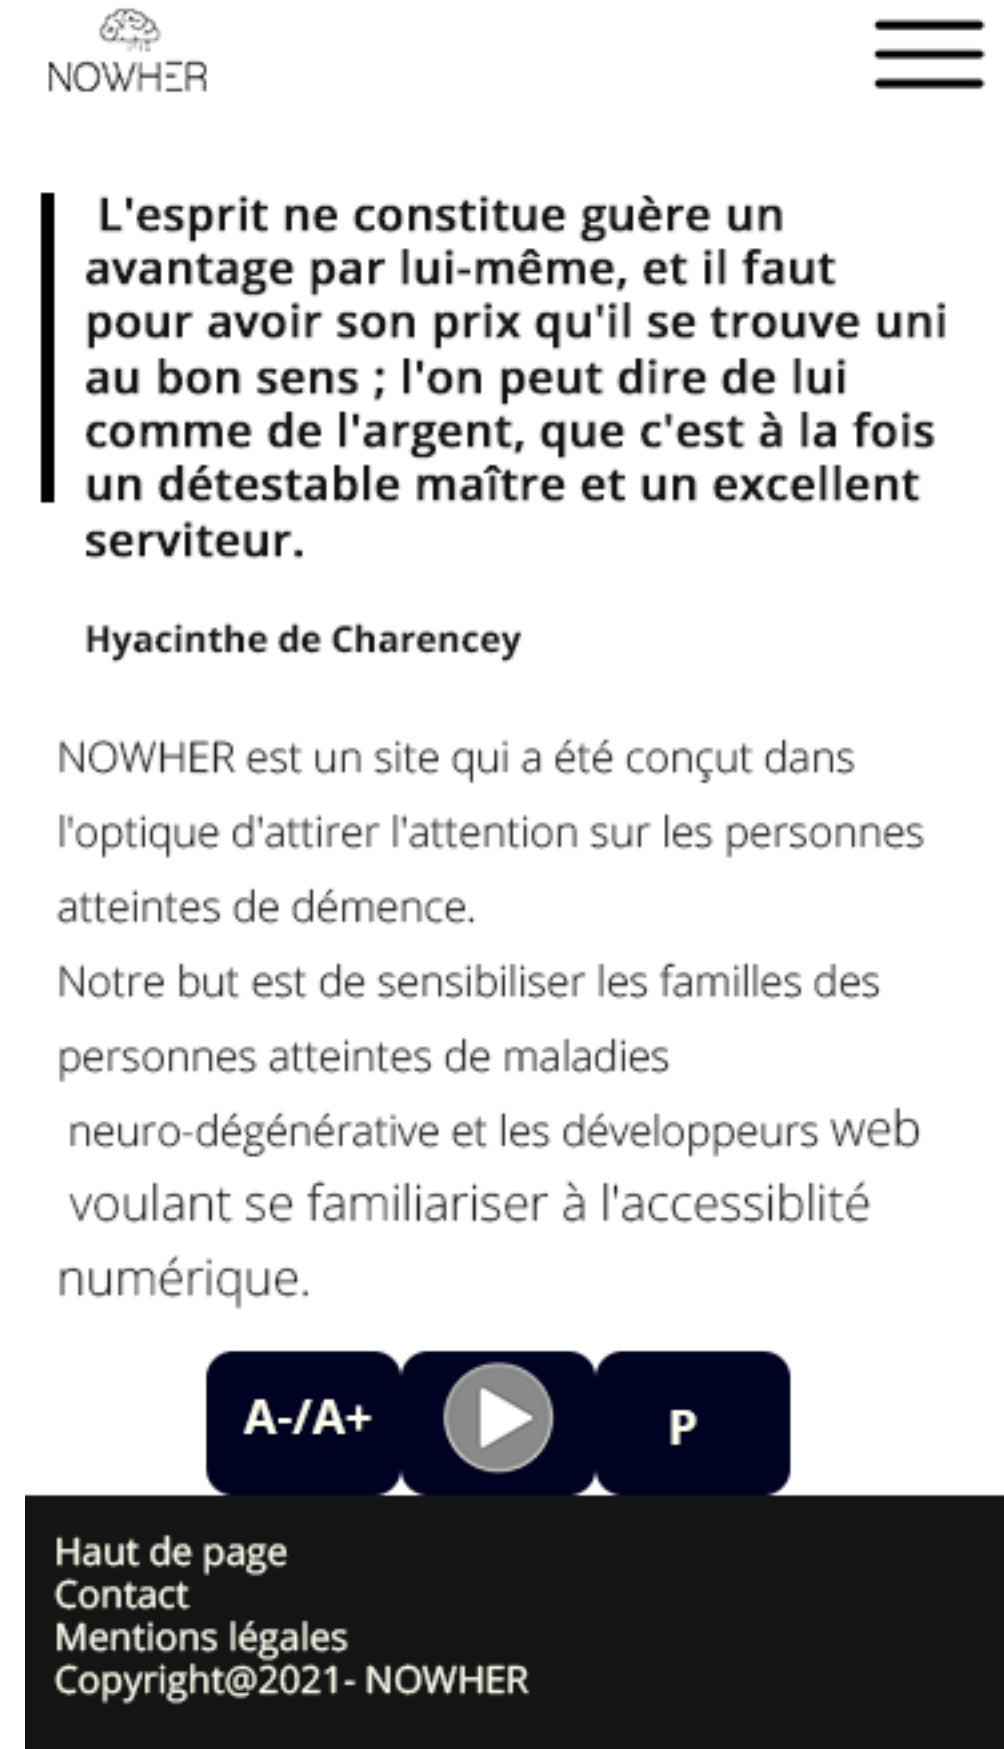 NOWHER
L'esprit ne constitue guère un
avantage par lui-même, et il faut
pour avoir son prix qu'il se trouve uni
au bon sens ; l'on peut dire de lui
comme de l'argent, que c'est à la fois
un détestable maître et un excellent
serviteur.
Hyacinthe de Charencey
NOWHER est un site qui a été conçut dans
l'optique d'attirer l'attention sur les personnes
atteintes de démence.
Notre but est de sensibiliser les familles des
personnes atteintes de maladies
neuro-dégénérative et les développeurs web
voulant se familiariser à l'accessiblité
numérique.
A-/A+
P
Haut de page
Contact
Mentions légales
Copyright@2021- NOWHER